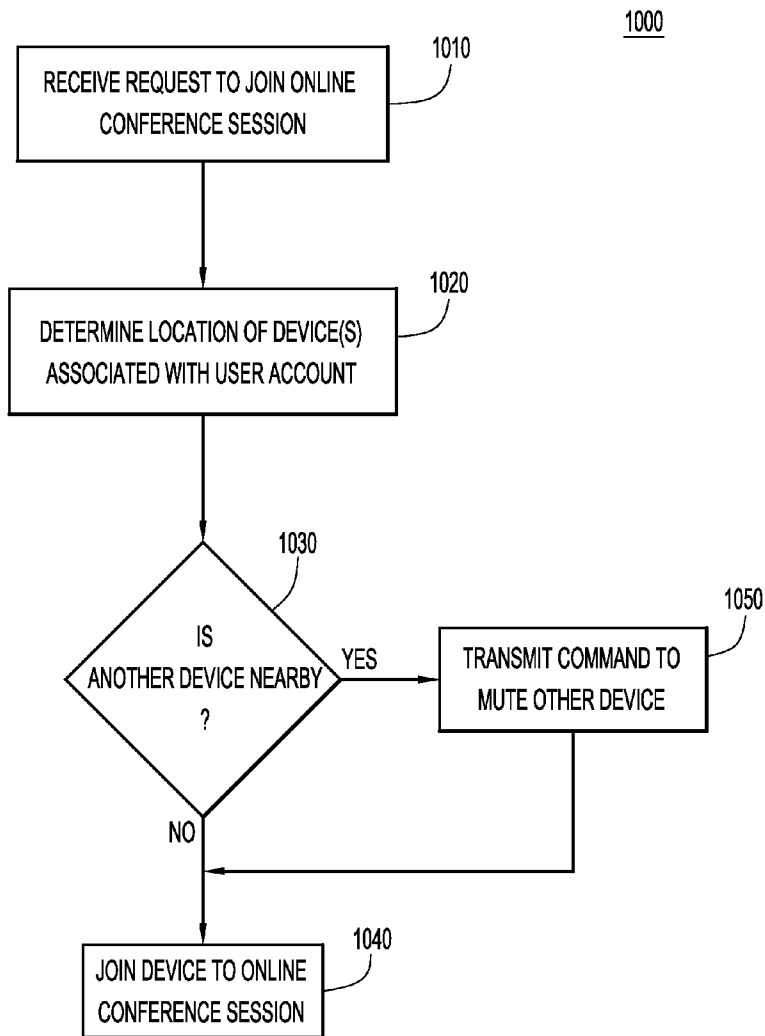 1000
1010
RECEIVE REQUEST TO JOIN ONLINE
CONFERENCE SESSION
1020
DETERMINE LOCATION OF DEVICE(S)
ASSOCIATED WITH USER ACCOUNT
1030
IS
ANOTHER DEVICE NEARBY
?
YES
1050
TRANSMIT COMMAND TO
MUTE OTHER DEVICE
NO
1040
JOIN DEVICE TO ONLINE
CONFERENCE SESSION